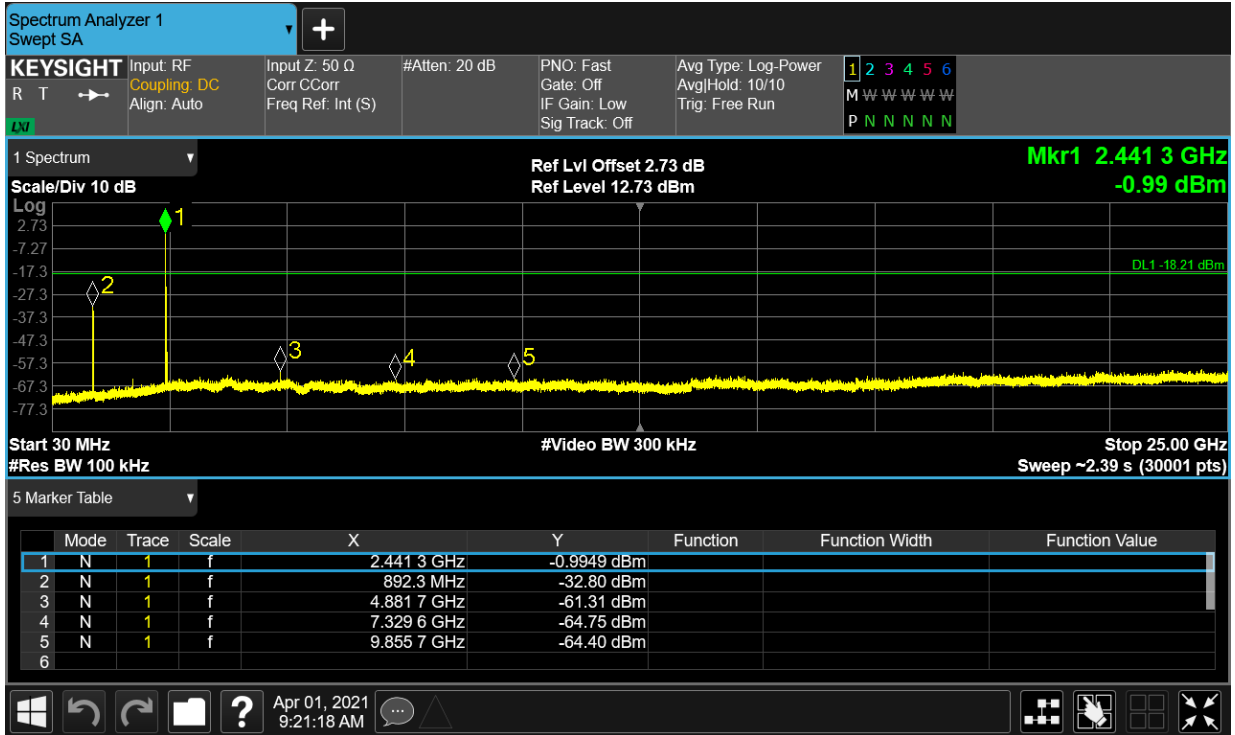 Spectrum Analyzer 1
Swept SA
KEYSIGHT Input: RF Input Z: 50 Ω #Atten: 20 dB PNO: Fast Avg Type: Log-Power 1 2 3 4 5 6
R T Coupling: DC Corr CCorr Gate: Off Avg|Hold: 10/10 M W W W W W
Align: Auto Freq Ref: Int (S) IF Gain: Low Trig: Free Run
LXI Sig Track: Off P N N N N N
1 Spectrum Ref Lvl Offset 2.73 dB Mkr1 2.441 3 GHz
Scale/Div 10 dB Ref Level 12.73 dBm -0.99 dBm
Log
1
2.73
-7.27
DL1 -18.21 dBm
-17.3
2
-27.3
-37.3
-47.3
3
4
5
-57.3
-67.3
-77.3
Start 30 MHz #Video BW 300 kHz Stop 25.00 GHz
#Res BW 100 kHz Sweep ~2.39 s (30001 pts)
5 Marker Table
Mode Trace Scale X Y Function Function Width Function Value
1 N 1 f 2.441 3 GHz -0.9949 dBm
2 N 1 f 892.3 MHz -32.80 dBm
3 N 1 f 4.881 7 GHz -61.31 dBm
4 N 1 f 7.329 6 GHz -64.75 dBm
5 N 1 f 9.855 7 GHz -64.40 dBm
6
? Apr 01, 2021
9:21:18 AM